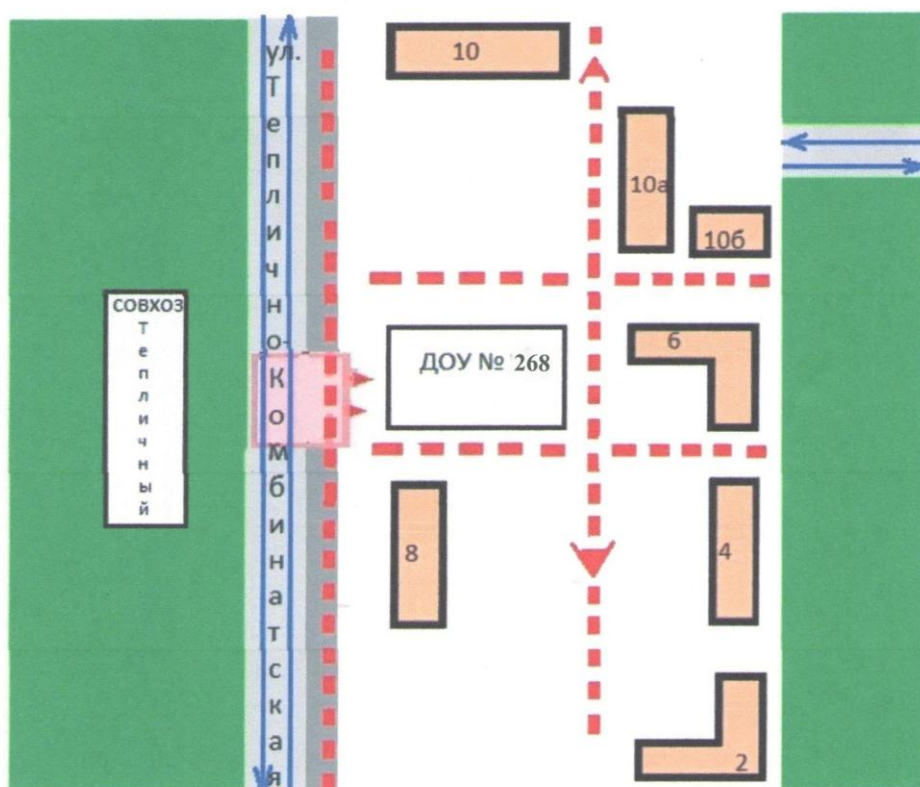 ул. Теплично-Комбинатская
10
10а
10б
СОВХОЗ
Тепличный
ДОУ № 268
6
8
4
2